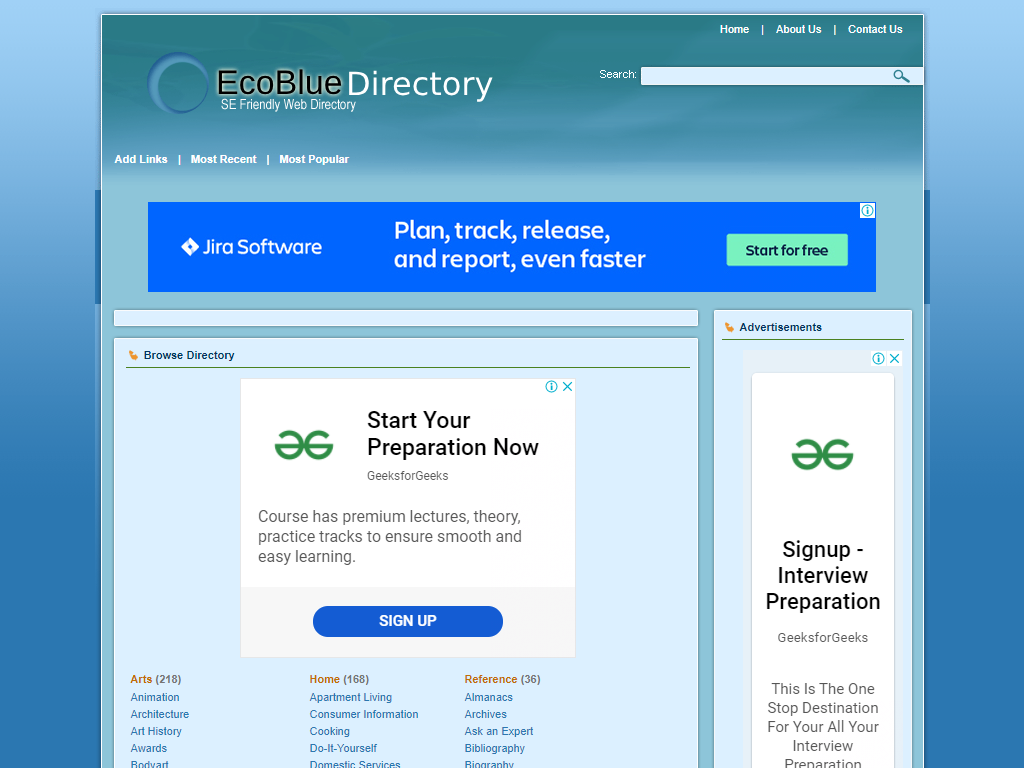 Home | About Us | Contact Us
EcoBlue Directory
SE Friendly Web Directory
Search:
Add Links | Most Recent | Most Popular
Jira Software
Plan, track, release,
and report, even faster
Start for free
Browse Directory
Start Your
Preparation Now
GeeksforGeeks
Course has premium lectures, theory,
practice tracks to ensure smooth and
easy learning.
SIGN UP
Arts (218)
Animation
Architecture
Art History
Awards
Bodyart
Home (168)
Apartment Living
Consumer Information
Cooking
Do-It-Yourself
Domestic Services
Reference (36)
Almanacs
Archives
Ask an Expert
Bibliography
Biography
Advertisements
Signup -
Interview
Preparation
GeeksforGeeks
This Is The One
Stop Destination
For Your All Your
Interview
Preparation